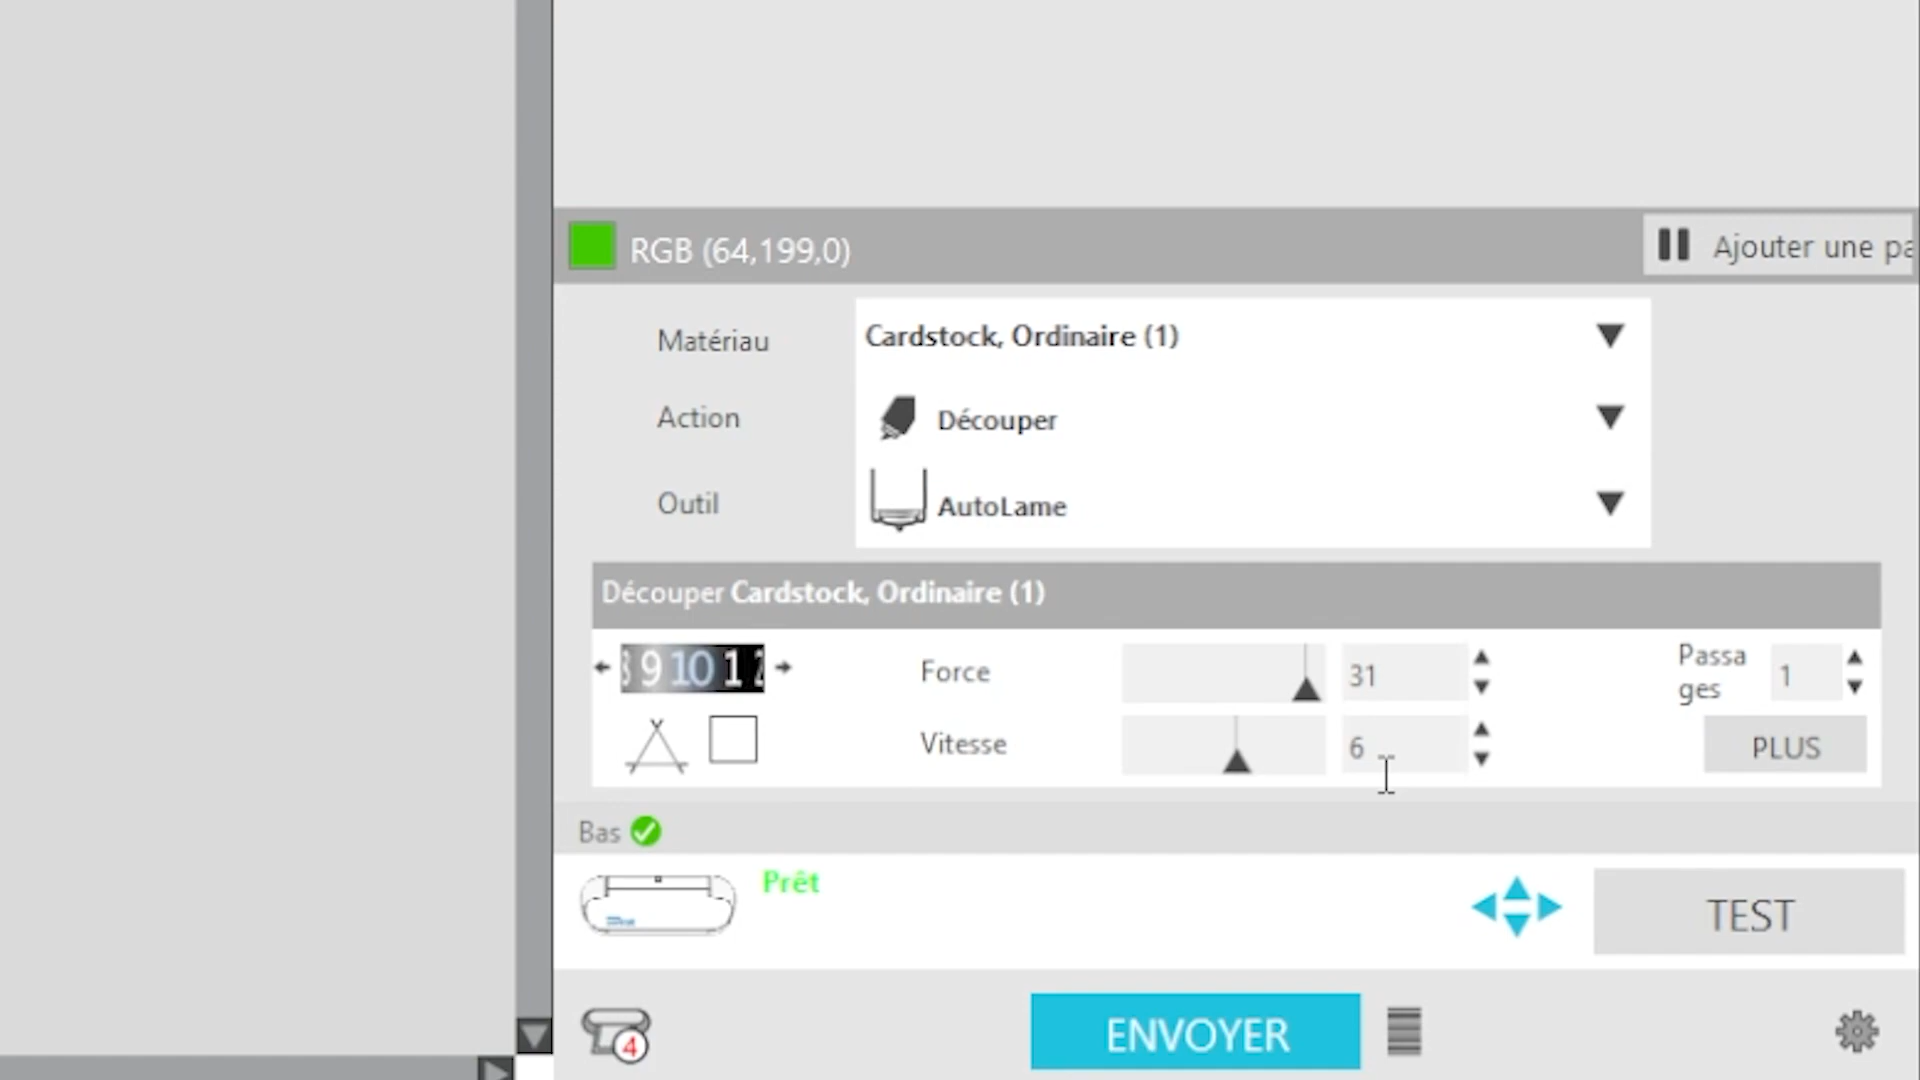 RGB (64,199,0)
Ajouter une pa
Matériau
Cardstock, Ordinaire (1)
Action
Découper
Outil
AutoLame
Découper Cardstock, Ordinaire (1)
9 10 1
Force
31
Passa
ges
1
Vitesse
6
PLUS
Bas
Prêt
TEST
4
ENVOYER